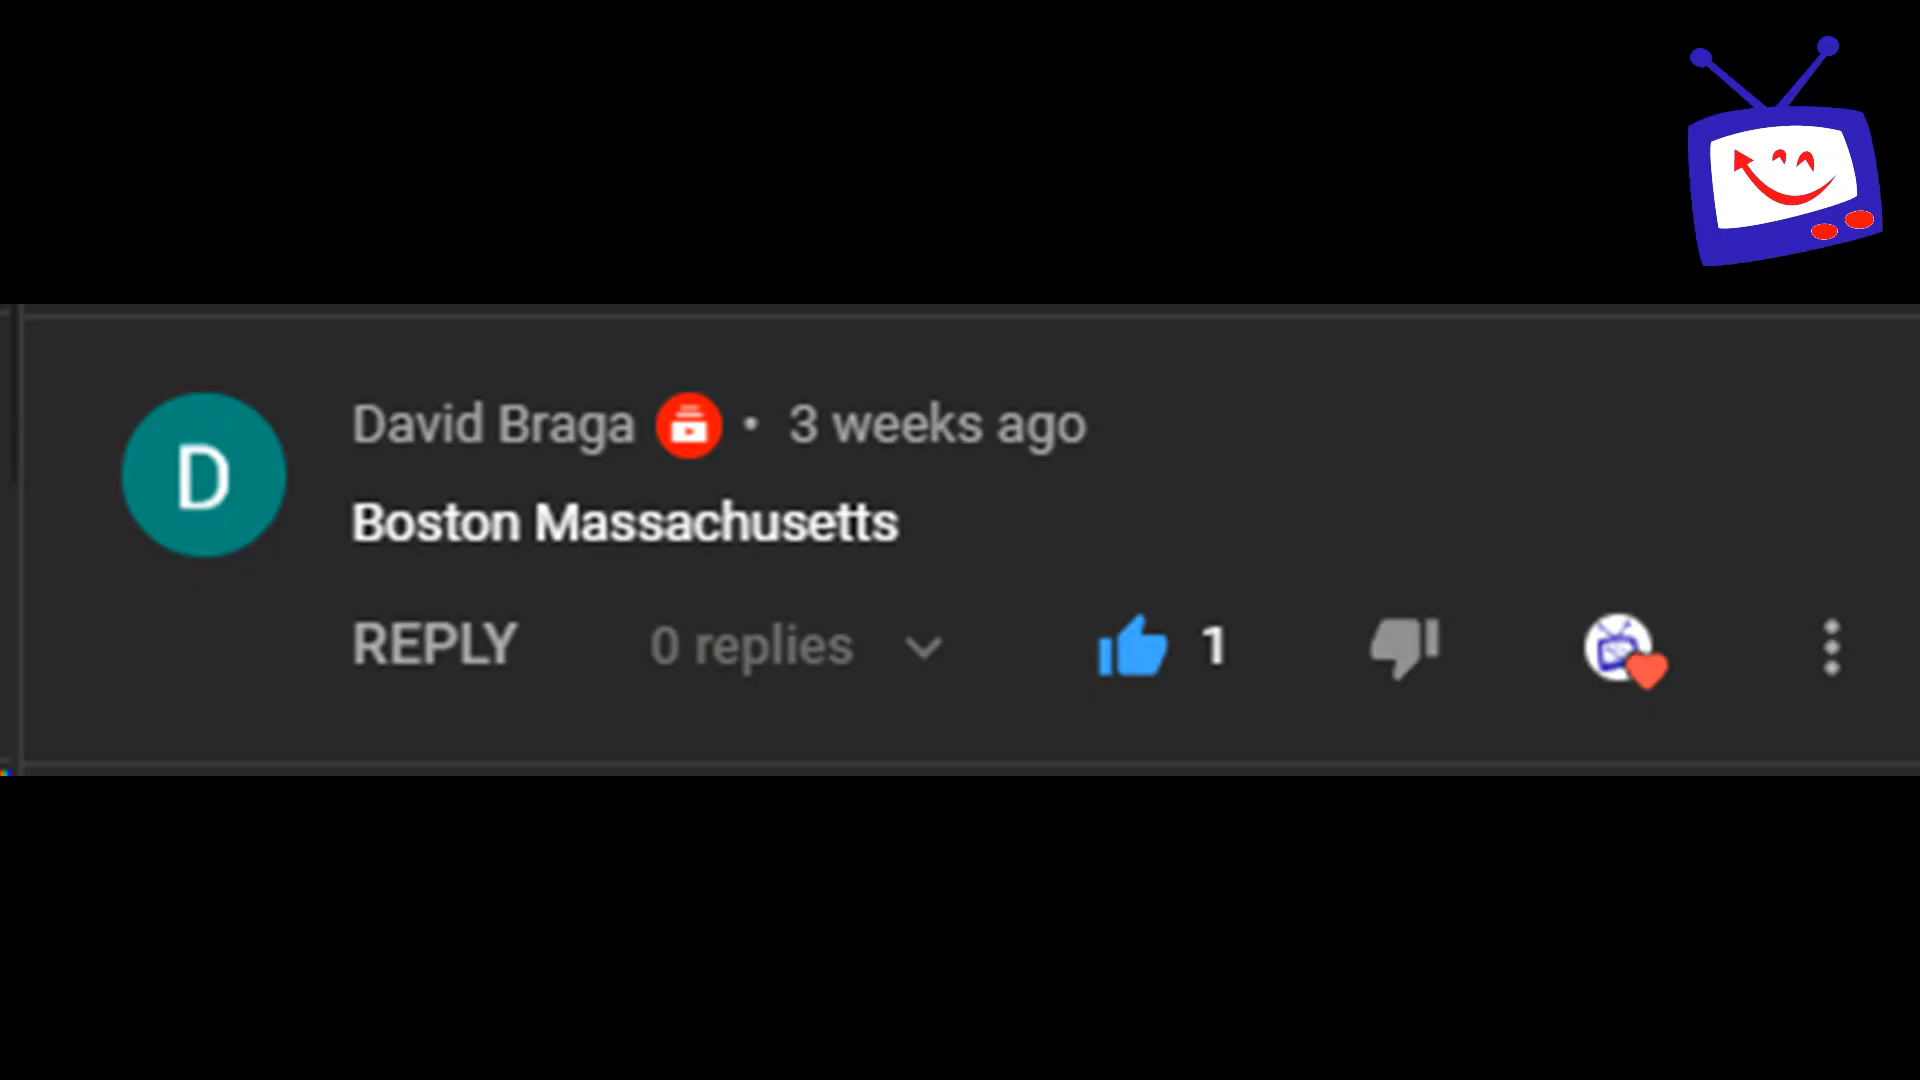 D
David Braga • 3 weeks ago
Boston Massachusetts
REPLY 0 replies 1